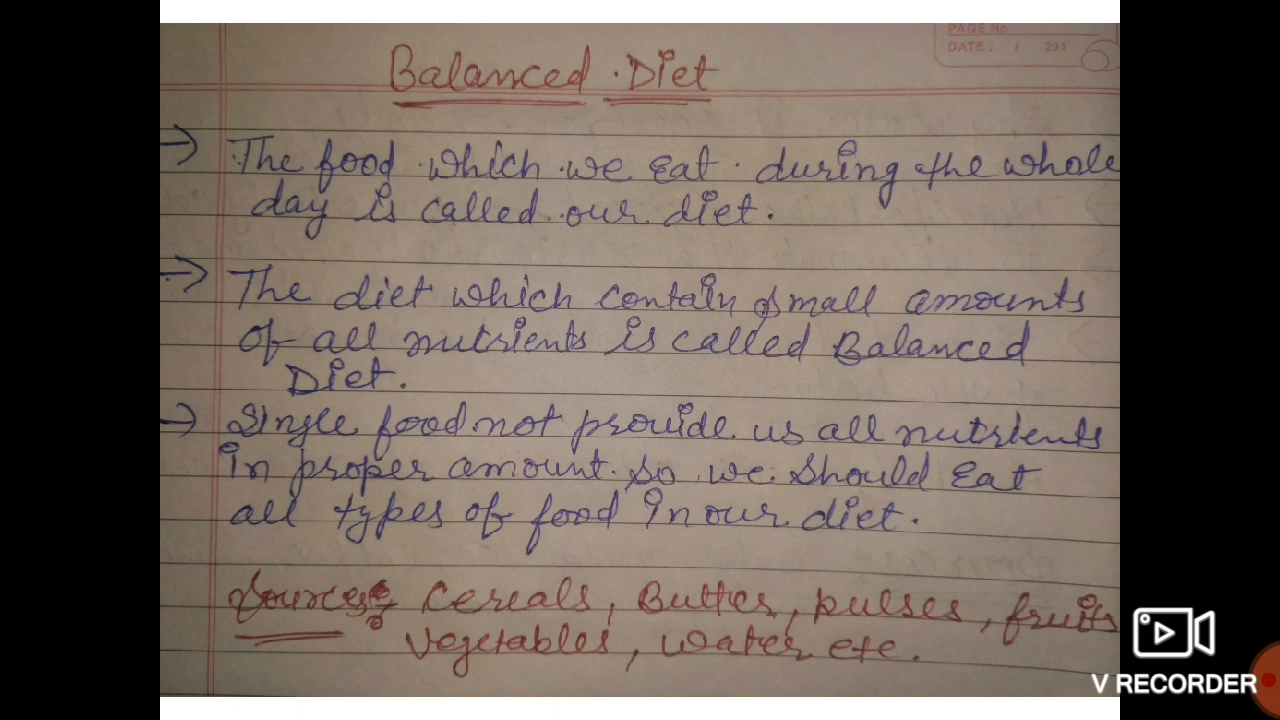 PAGE No
DATE : / 201
Balanced Diet
→ The food which we Eat during the whole
day is called our diet.
→ The diet which contain small amounts
of all nutrients is called Balanced
Diet.
→ Single food not provide us all nutrients
in proper amount so we should Eat
all types of food in our diet.
Sources: Cereals, Butter, pulses, fruits
Vegetables, water etc.
V RECORDER